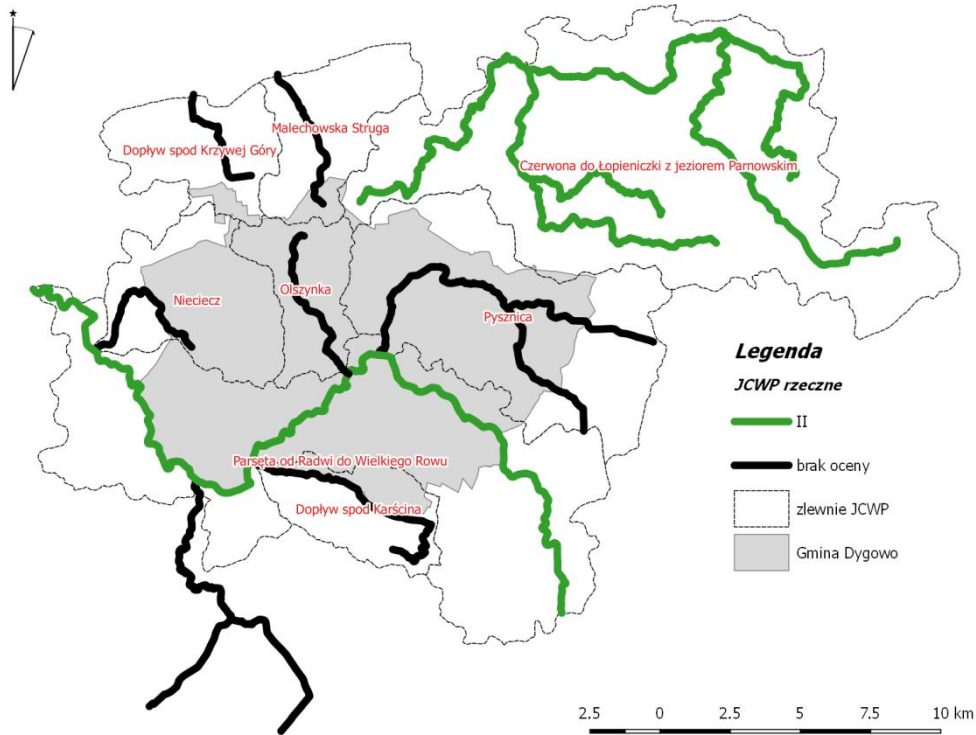 Malechowska Struga
Dopływ spod Krzywej Góry
Czerwona do Łopieniczki z jeziorem Parnowskim
Olszynka
Nieciecz
Pysznica
Parsęta od Radwi do Wielkiego Rowu
Dopływ spod Karścina
Legenda
JCWP rzeczne
II
brak oceny
zlewnie JCWP
Gmina Dygowo
2.5 0 2.5 5 7.5 10 km